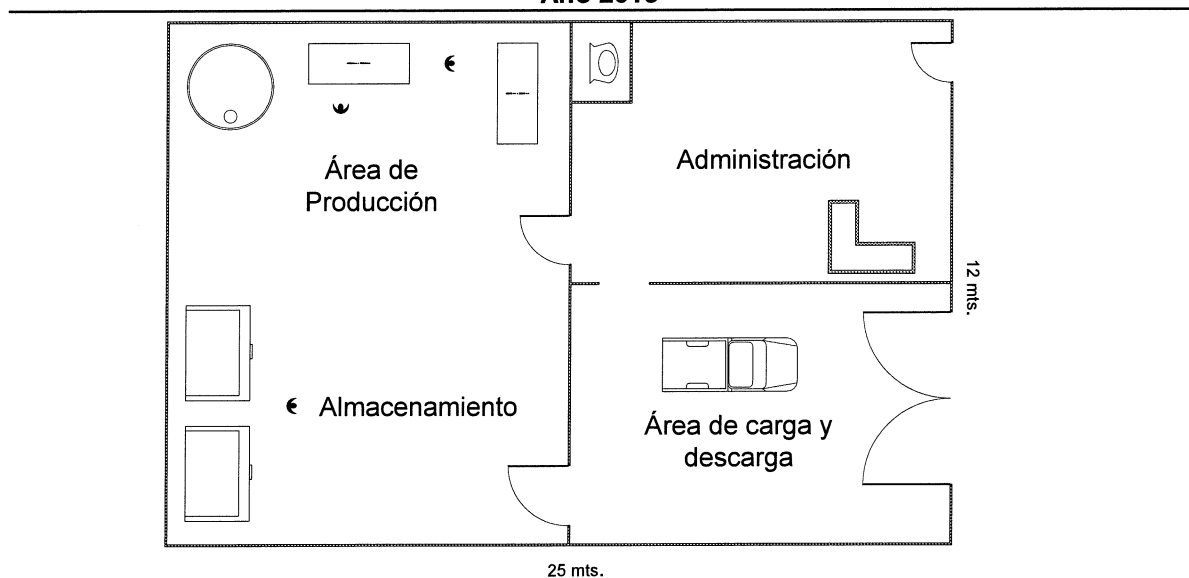 Área de
Producción
Administración
12 mts.
Almacenamiento
Área de carga y
descarga
25 mts.